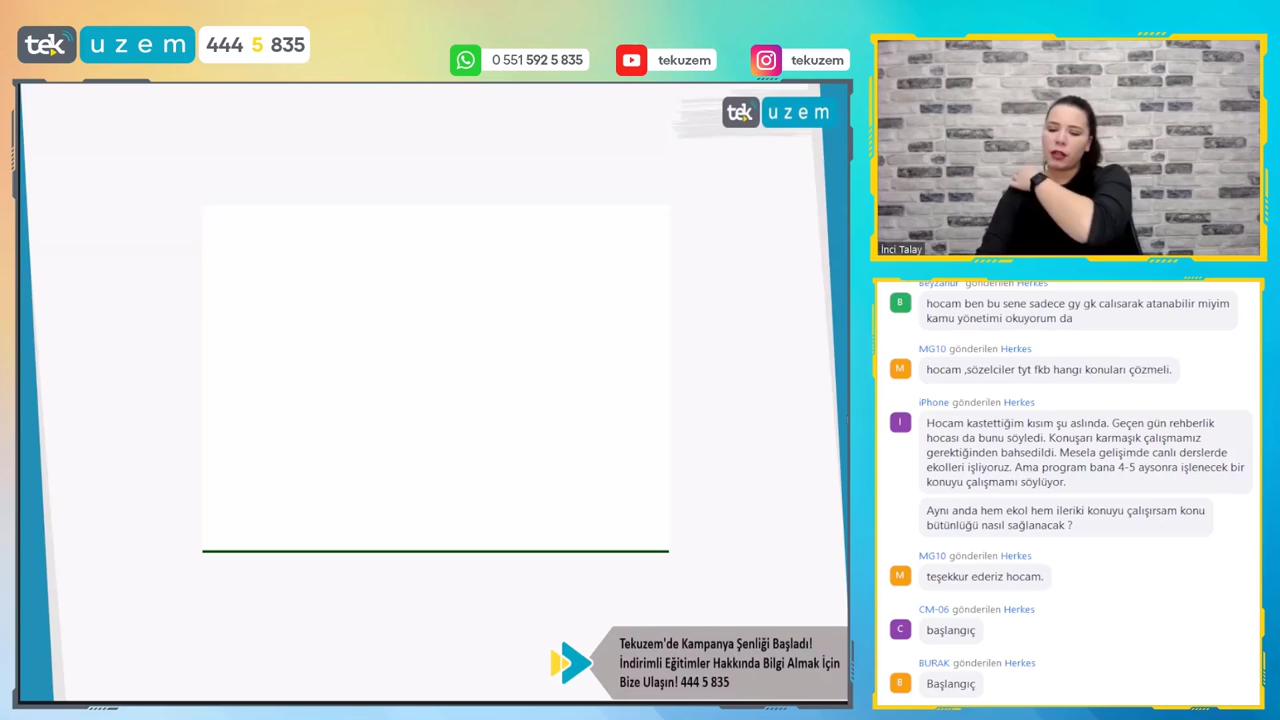 tek uzem 444 5 835
0 551 592 5 835
tekuzem
tekuzem
tek uzem
İnci Talay
Beyzanur gönderilen Herkes
B
hocam ben bu sene sadece gy gk calısarak atanabilir miyim
kamu yönetimi okuyorum da
MG10 gönderilen Herkes
M
hocam ,sözelciler tyt fkb hangı konuları çözmeli.
iPhone gönderilen Herkes
I
Hocam kastettiğim kısım şu aslında. Geçen gün rehberlik
hocası da bunu söyledi. Konuşarı karmaşık çalışmamız
gerektiğinden bahsedildi. Mesela gelişimde canlı derslerde
ekolleri işliyoruz. Ama program bana 4-5 aysonra işlenecek bir
konuyu çalışmamı söylüyor.
Aynı anda hem ekol hem ileriki konuyu çalışırsam konu
bütünlüğü nasıl sağlanacak ?
MG10 gönderilen Herkes
M
teşekkur ederiz hocam.
CM-06 gönderilen Herkes
C
başlangıç
BURAK gönderilen Herkes
B
Başlangıç
Tekuzem'de Kampanya Şenliği Başladı!
İndirimli Eğitimler Hakkında Bilgi Almak İçin
Bize Ulaşın! 444 5 835